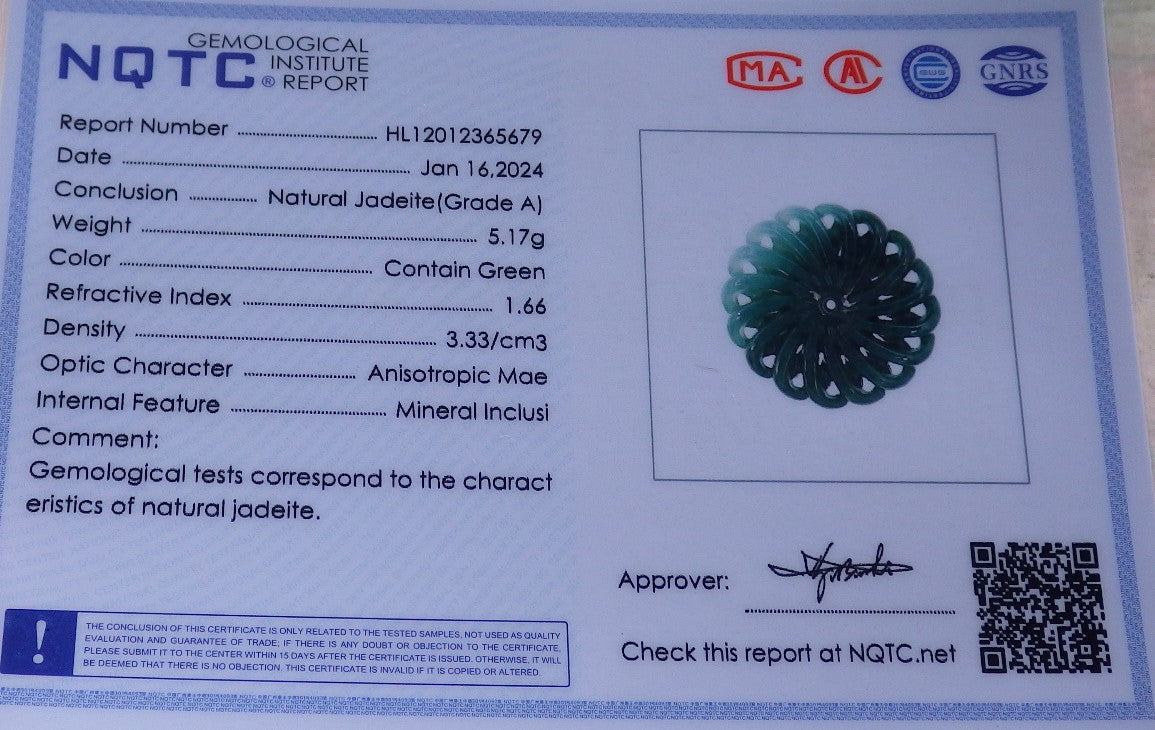 NQTC® GEMOLOGICAL
INSTITUTE
REPORT
CMA
GNRS
Report Number ........ HL12012365679
Date ........ Jan 16,2024
Conclusion ........ Natural Jadeite(Grade A)
Weight ........ 5.17g
Color ........ Contain Green
Refractive Index ........ 1.66
Density ........ 3.33/cm3
Optic Character ........ Anisotropic Mae
Internal Feature ........ Mineral Inclusi
Comment:
Gemological tests correspond to the charact
eristics of natural jadeite.
Approver:
Check this report at NQTC.net
!
THE CONCLUSION OF THIS CERTIFICATE IS ONLY RELATED TO THE TESTED SAMPLES, NOT USED AS QUALITY
EVALUATION AND GUARANTEE OF TRADE; IF THERE IS ANY DOUBT OR OBJECTION TO THE CERTIFICATE,
PLEASE SUBMIT IT TO THE CENTER WITHIN 15 DAYS AFTER THE CERTIFICATE IS ISSUED. OTHERWISE, IT WILL
BE DEEMED THAT THERE IS NO OBJECTION. THIS CERTIFICATE IS INVALID IF IT IS COPIED OR ALTERED.